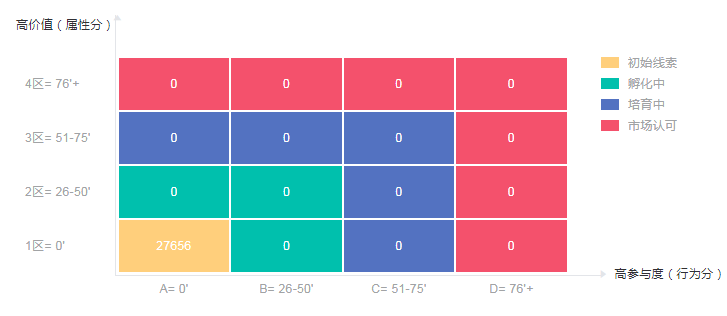 高价值（属性分）
4区= 76'+ 0 0 0 0
3区= 51-75' 0 0 0 0
2区= 26-50' 0 0 0 0
1区= 0' 27656 0 0 0
A= 0' B= 26-50' C= 51-75' D= 76'+
高参与度（行为分）
初始线索
孵化中
培育中
市场认可